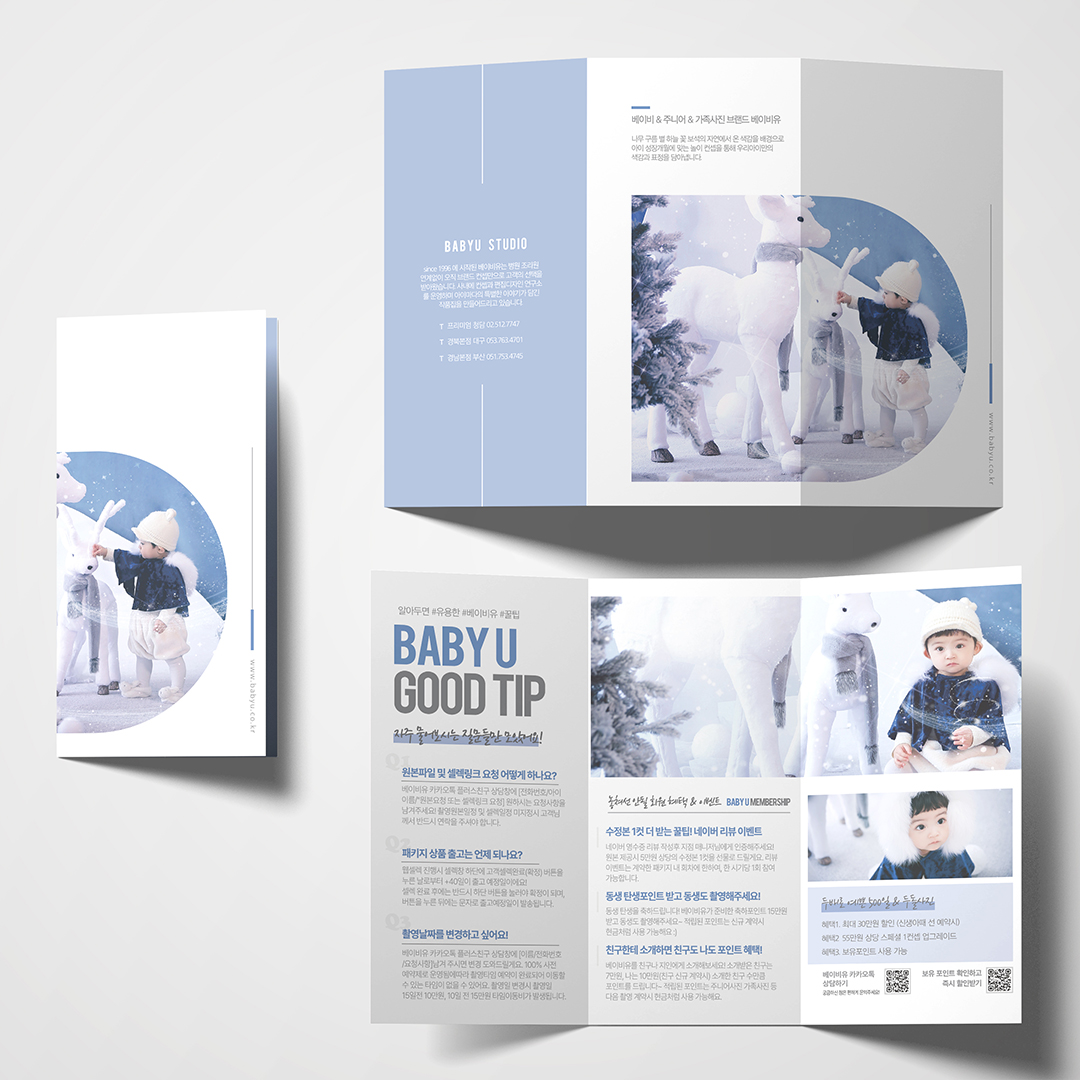 베이비 & 주니어 & 가족사진 브랜드 베이비유
나무 구름 별 하늘 꽃 보석의 자연에서 온 색감을 배경으로
아이 성장개월에 맞는 놀이 컨셉을 통해 우리아이만의
색감과 표정을 담아냅니다.
BABYU STUDIO
since 1996 에 시작된 베이비유는 병원 조리원
연계없이 오직 브랜드 컨셉만으로 고객의 선택을
받아왔습니다. 시내에 컨셉과 편집디자인 연구소
를 운영하며 아이마다의 특별한 이야기가 담긴
작품집을 만들어드리고 있습니다.
T 프리미엄 청담 02.512.7747
T 경북본점 대구 053.763.4701
T 경남본점 부산 051.753.4745
www.babyu.co.kr
www.babyu.co.kr
알아두면 #유용한 #베이비유 #꿀팁
BABY U
GOOD TIP
자주 물어보시는 질문들만 모았어요!
Q1
원본파일 및 셀렉링크 요청 어떻게 하나요?
베이비유 카카오톡 플러스친구 상담창에 [전화번호/아이
이름/"원본요청 또는 셀렉링크 요청] 원하시는 요청사항을
남겨주세요! 촬영원본일정 및 셀렉일정 미지정시 고객님
께서 반드시 연락을 주셔야 합니다.
Q2
패키지 상품 출고는 언제 되나요?
웹셀렉 진행시 셀렉창 하단에 고객셀렉완료(확정) 버튼을
누른 날로부터 +40일이 출고 예정일이에요!
셀렉 완료 후에는 반드시 하단 버튼을 눌러야 확정이 되며,
버튼을 누른 뒤에는 문자로 출고예정일이 발송됩니다.
Q3
촬영날짜를 변경하고 싶어요!
베이비유 카카오톡 플러스친구 상담창에 [이름/전화번호
/요청사항]남겨 주시면 변경 도와드릴게요. 100% 사전
예약제로 운영됨에따라 촬영타임 예약이 완료되어 이동할
수 있는 타임이 없을 수 있어요. 촬영일 변경시 촬영일
15일전 10만원, 10일 전 15만원 타임이동비가 발생됩니다.
놓쳐선 안될 회원 혜택 & 이벤트 BABY U MEMBERSHIP
수정본 1컷 더 받는 꿀팁! 네이버 리뷰 이벤트
네이버 영수증 리뷰 작성후 지점 매니저님에게 인증해주세요!
원본 제공시 5만원 상당의 수정본 1컷을 선물로 드릴게요. 리뷰
이벤트는 계약한 패키지 내 회차에 한하며, 한 시기당 1회 참여
가능합니다.
동생 탄생포인트 받고 동생도 촬영해주세요!
동생 탄생을 축하드립니다! 베이비유가 준비한 축하포인트 15만원
받고 동생도 촬영해주세요~ 적립된 포인트는 신규 계약시
현금처럼 사용 가능해요 :)
친구한테 소개하면 친구도 나도 포인트 혜택!
베이비유를 친구나 지인에게 소개해보세요! 소개받은 친구는
7만원, 나는 10만원(친구 신규 계약시) 소개한 친구 수만큼
포인트를 드립니다~ 적립된 포인트는 주니어사진 가족사진 등
다음 촬영 계약시 현금처럼 사용 가능해요.
두배로 예쁜 500일 & 두돌사진
혜택1. 최대 30만원 할인 (신생아때 선 예약시)
혜택2 55만원 상당 스페셜 1컨셉 업그레이드
혜택3. 보유포인트 사용 가능
베이비유 카카오톡
상담하기
궁금하신 점은 편하게 문의주세요!
보유 포인트 확인하고
즉시 할인받기